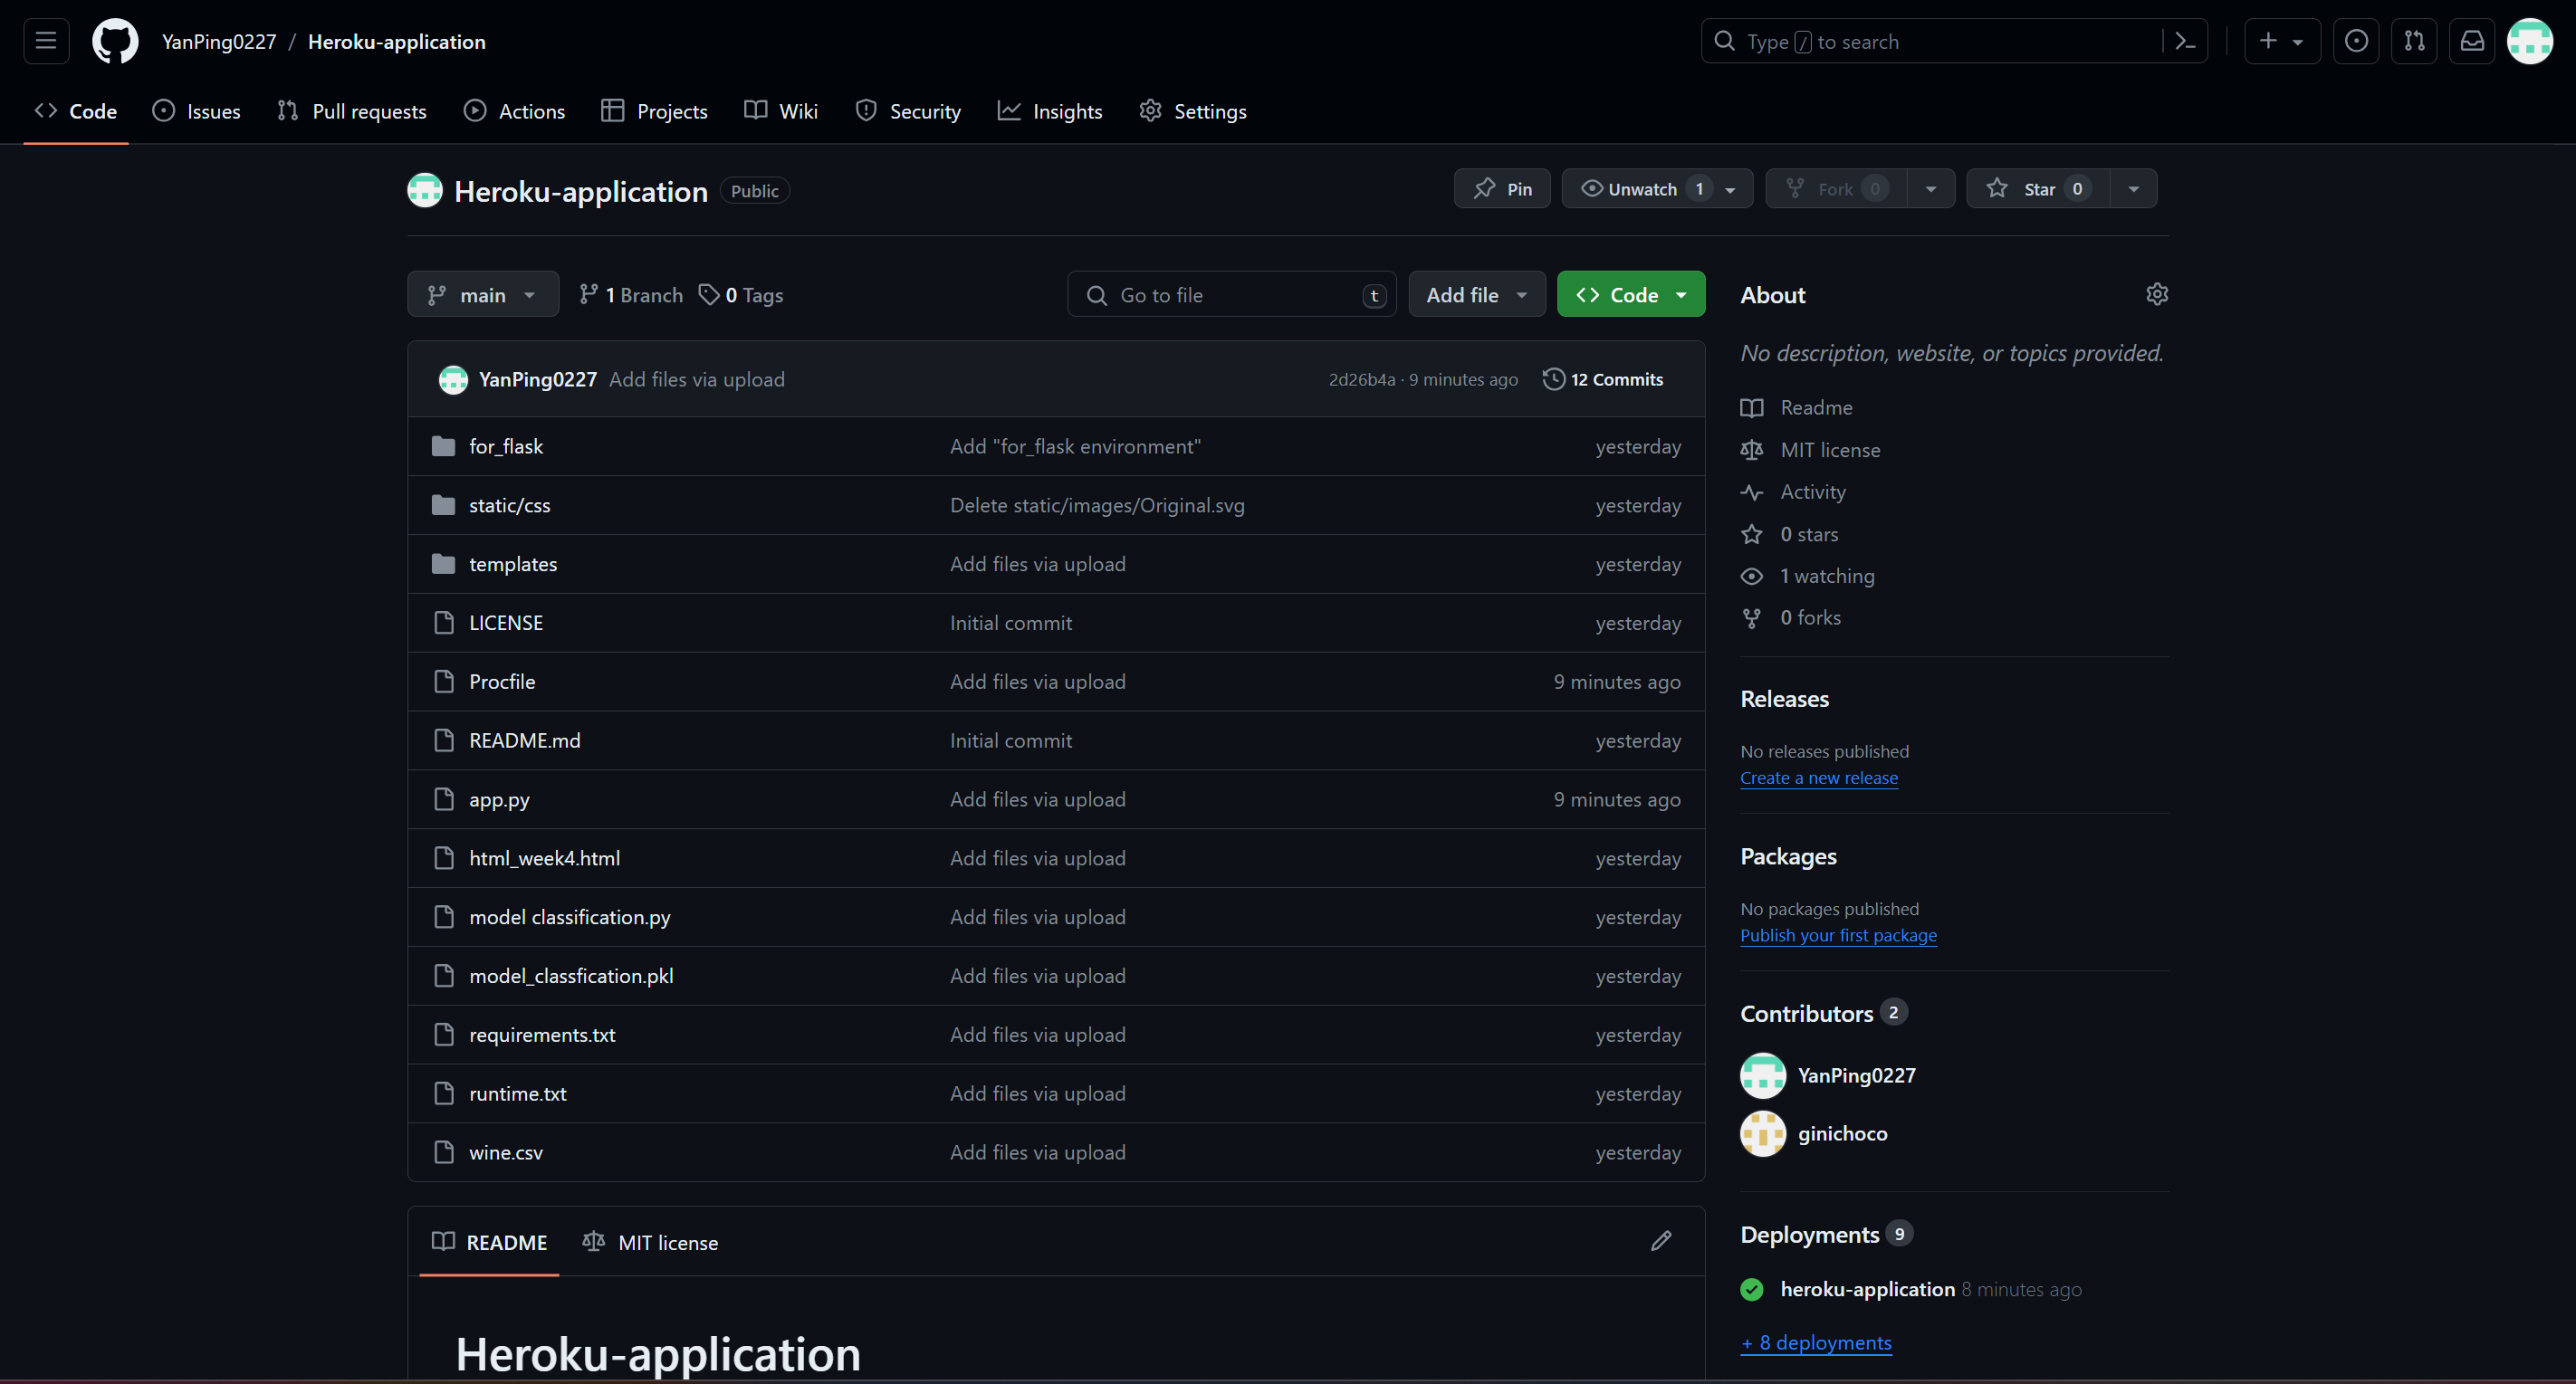 YanPing0227 / Heroku-application
Type / to search
Code Issues Pull requests Actions Projects Wiki Security Insights Settings
Heroku-application Public
Pin Unwatch 1 Fork 0 Star 0
main 1 Branch 0 Tags Go to file t Add file Code
YanPing0227 Add files via upload 2d26b4a · 9 minutes ago 12 Commits
for_flask Add "for_flask environment" yesterday
static/css Delete static/images/Original.svg yesterday
templates Add files via upload yesterday
LICENSE Initial commit yesterday
Procfile Add files via upload 9 minutes ago
README.md Initial commit yesterday
app.py Add files via upload 9 minutes ago
html_week4.html Add files via upload yesterday
model classification.py Add files via upload yesterday
model_classfication.pkl Add files via upload yesterday
requirements.txt Add files via upload yesterday
runtime.txt Add files via upload yesterday
wine.csv Add files via upload yesterday
README MIT license
Heroku-application
About
No description, website, or topics provided.
Readme
MIT license
Activity
0 stars
1 watching
0 forks
Releases
No releases published
Create a new release
Packages
No packages published
Publish your first package
Contributors 2
YanPing0227
ginichoco
Deployments 9
heroku-application 8 minutes ago
+ 8 deployments